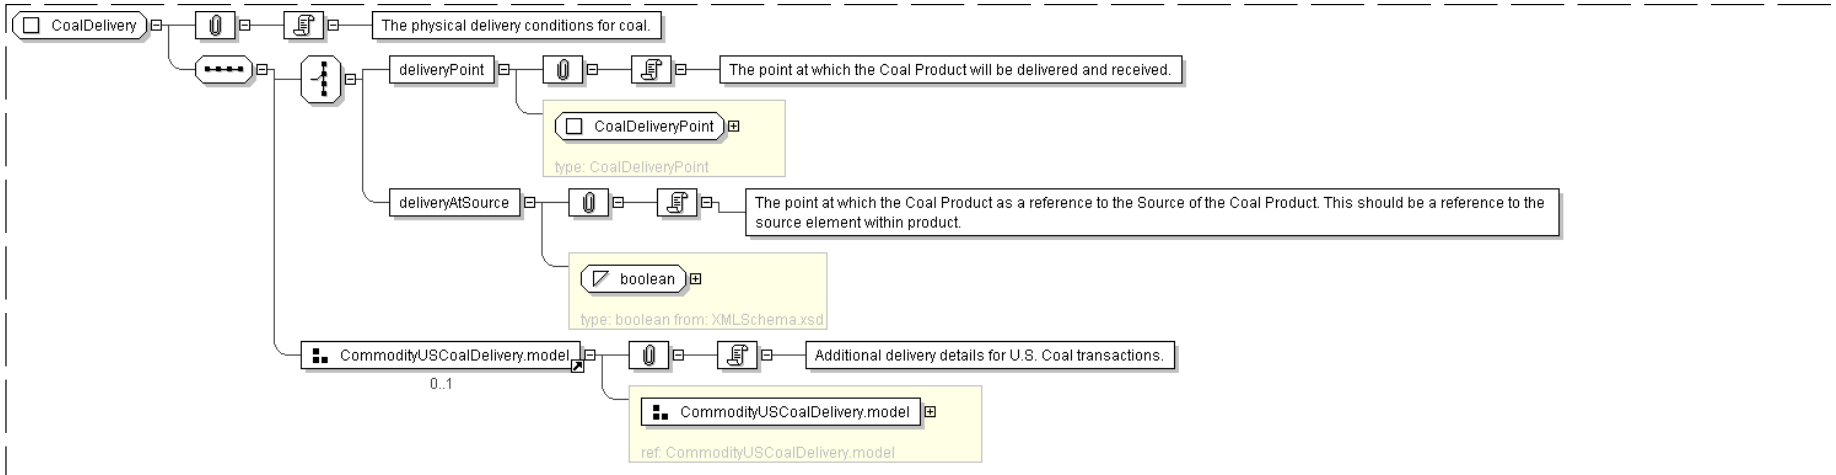 CoalDelivery
The physical delivery conditions for coal.
deliveryPoint
The point at which the Coal Product will be delivered and received.
CoalDeliveryPoint
type: CoalDeliveryPoint
deliveryAtSource
The point at which the Coal Product as a reference to the Source of the Coal Product. This should be a reference to the
source element within product.
boolean
type: boolean from: XMLSchema.xsd
CommodityUSCoalDelivery.model
0..1
Additional delivery details for U.S. Coal transactions.
CommodityUSCoalDelivery.model
ref: CommodityUSCoalDelivery.model